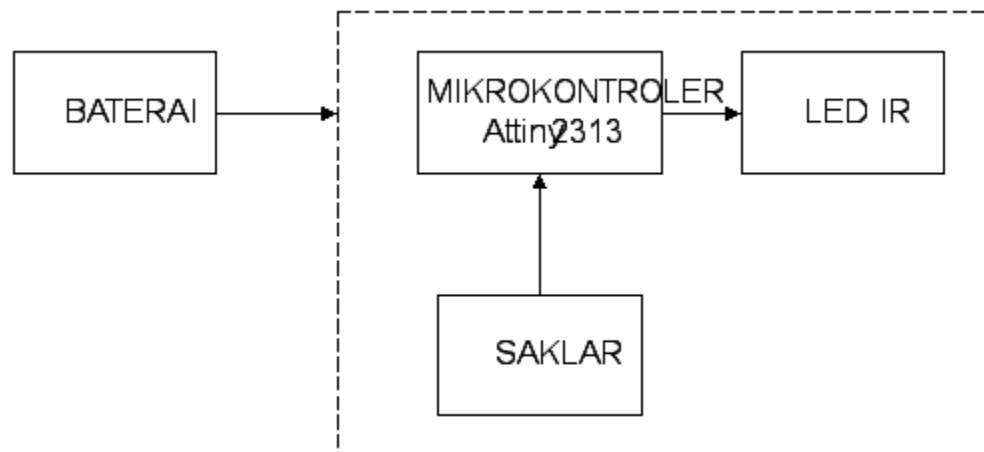 BATERAI
MIKROKONTROLER
Attiny2313
LED IR
SAKLAR